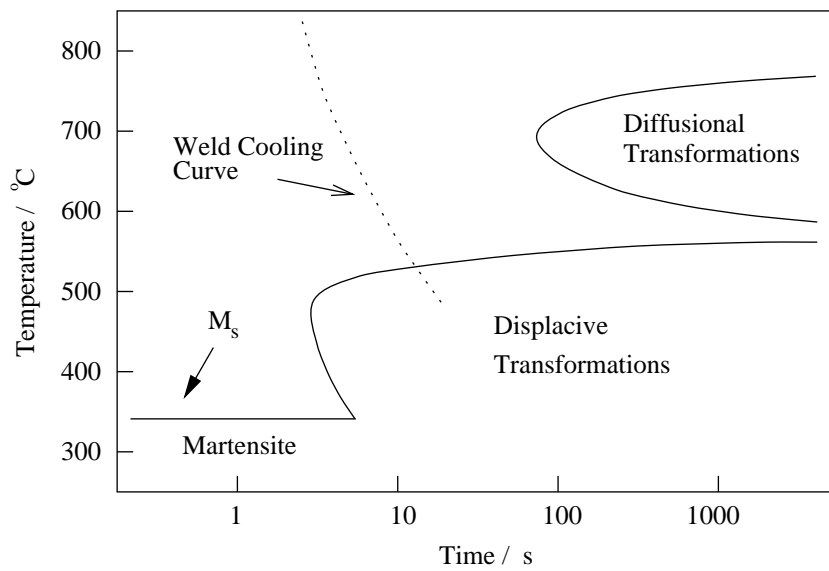 800
700
600
500
400
300
Temperature / °C
Weld Cooling
Curve
Diffusional
Transformations
Ms
Displacive
Transformations
Martensite
1
10
100
1000
Time / s